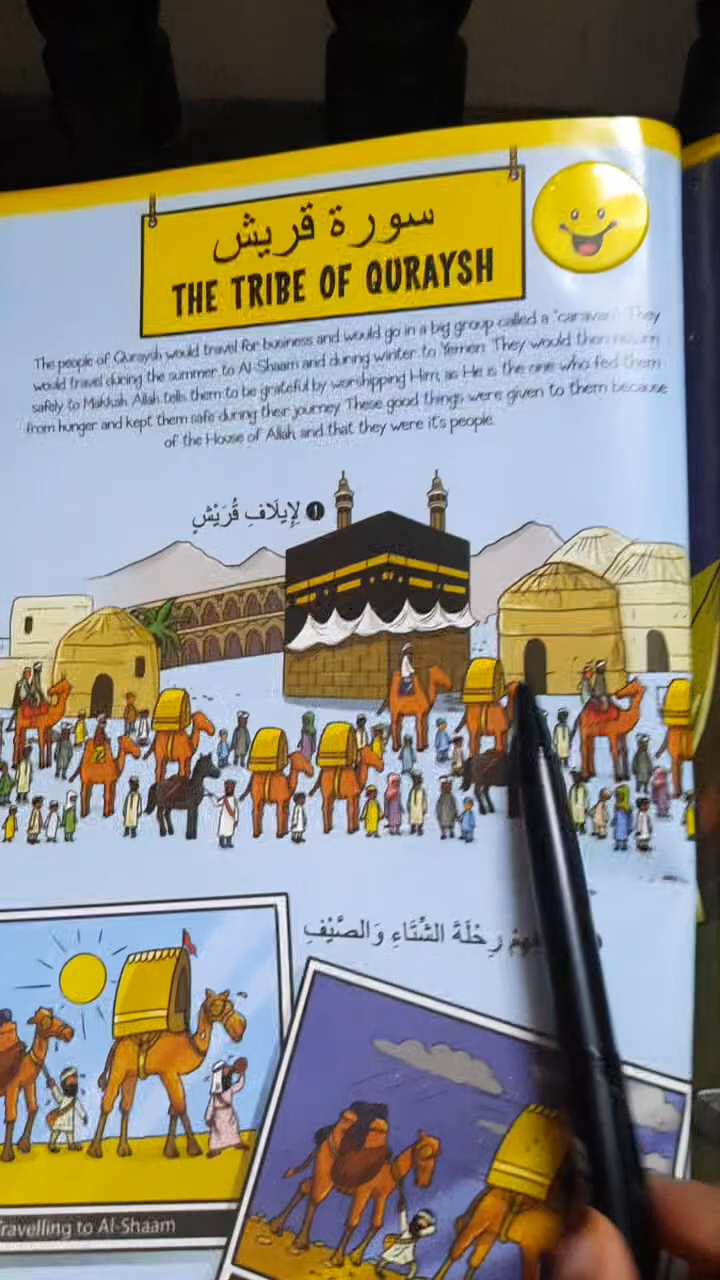 سورة قريش
THE TRIBE OF QURAYSH
The people of Quraysh would travel for business and would go in a big group called a "caravan". They
would travel during the summer to Al-Shaam and during winter to Yemen. They would then return
safely to Makkah. Allah tells them to be grateful by worshipping Him, as He is the one who fed them
from hunger and kept them safe during their journey. These good things were given to them because
of the House of Allah, and that they were it's people.
لِإِيلَافِ قُرَيْشٍ ❶
رِحْلَةَ الشِّتَاءِ وَالصَّيْفِ
Travelling to Al-Shaam